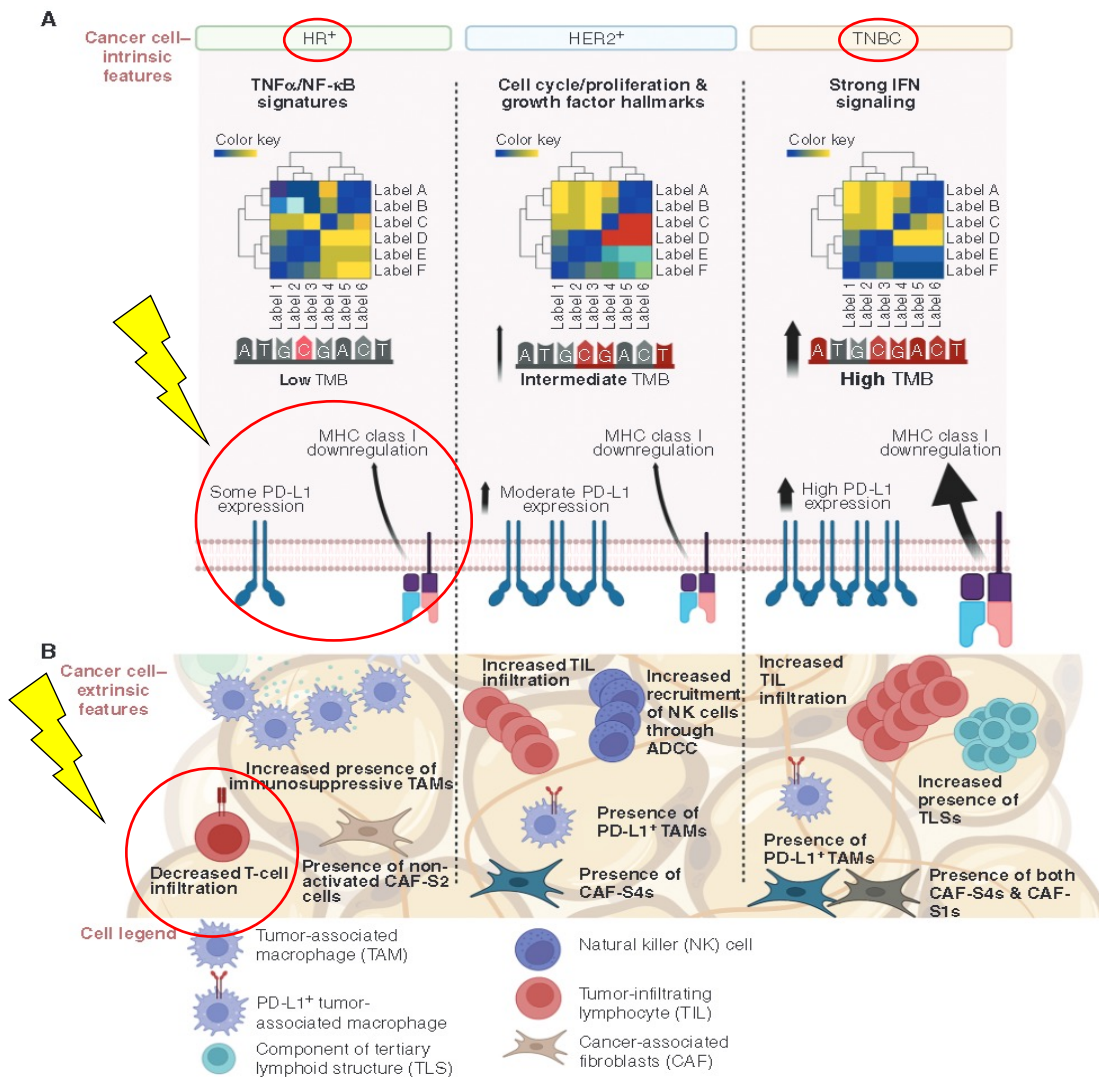 A
Cancer cell–
intrinsic
features
HR⁺
HER2⁺
TNBC
TNFα/NF-κB
signatures
Color key
Label A
Label B
Label C
Label D
Label E
Label F
Label 1
Label 2
Label 3
Label 4
Label 5
Label 6
A T G C G A C T
Low TMB
Some PD-L1
expression
MHC class I
downregulation
Cell cycle/proliferation &
growth factor hallmarks
Color key
Label A
Label B
Label C
Label D
Label E
Label F
Label 1
Label 2
Label 3
Label 4
Label 5
Label 6
A T G C G A C T
Intermediate TMB
Moderate PD-L1
expression
MHC class I
downregulation
Strong IFN
signaling
Color key
Label A
Label B
Label C
Label D
Label E
Label F
Label 1
Label 2
Label 3
Label 4
Label 5
Label 6
A T G C G A C T
High TMB
High PD-L1
expression
MHC class I
downregulation
B
Cancer cell–
extrinsic
features
Increased presence of
immunosuppressive TAMs
Decreased T-cell
infiltration
Presence of non-
activated CAF-S2
cells
Increased TIL
infiltration
Increased
recruitment
of NK cells
through
ADCC
Presence of
PD-L1⁺ TAMs
Presence of
CAF-S4s
Increased
TIL
infiltration
Increased
presence of
TLSs
Presence of
PD-L1⁺ TAMs
Presence of both
CAF-S4s & CAF-
S1s
Cell legend
Tumor-associated
macrophage (TAM)
PD-L1⁺ tumor-
associated macrophage
Component of tertiary
lymphoid structure (TLS)
Natural killer (NK) cell
Tumor-infiltrating
lymphocyte (TIL)
Cancer-associated
fibroblasts (CAF)